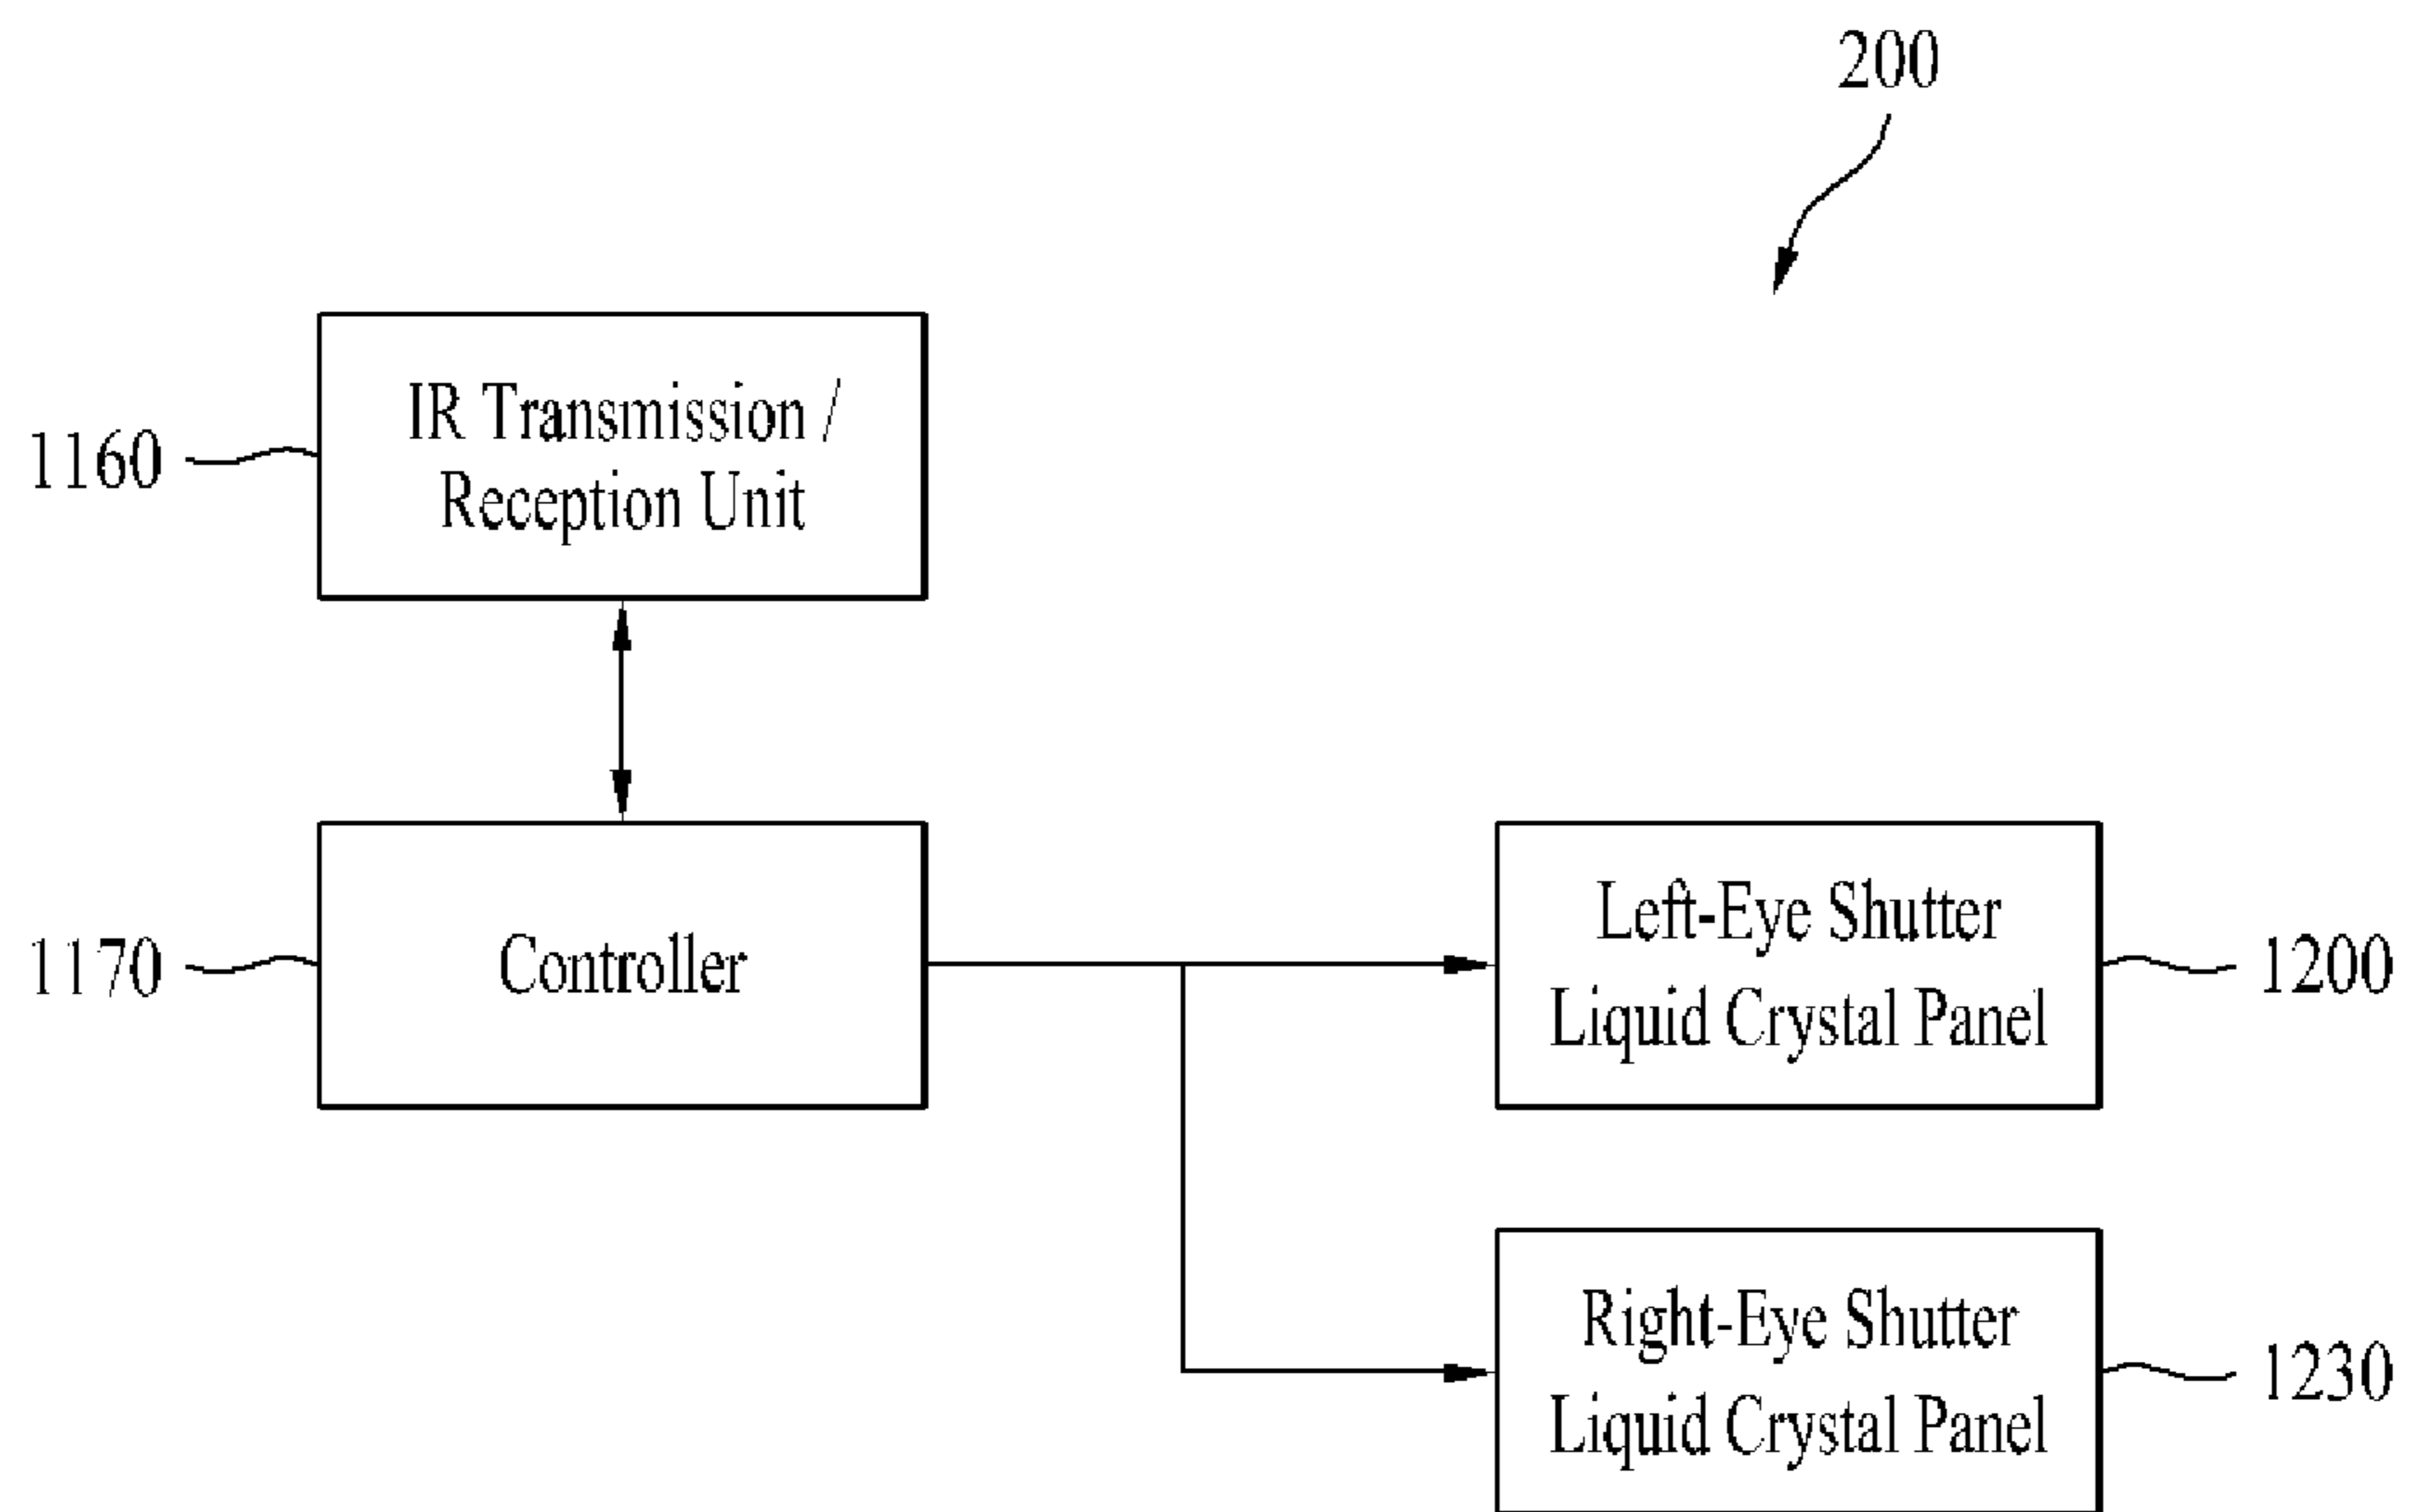 200
1160
IR Transmission /
Reception Unit
1170
Controller
Left-Eye Shutter
Liquid Crystal Panel
1200
Right-Eye Shutter
Liquid Crystal Panel
1230